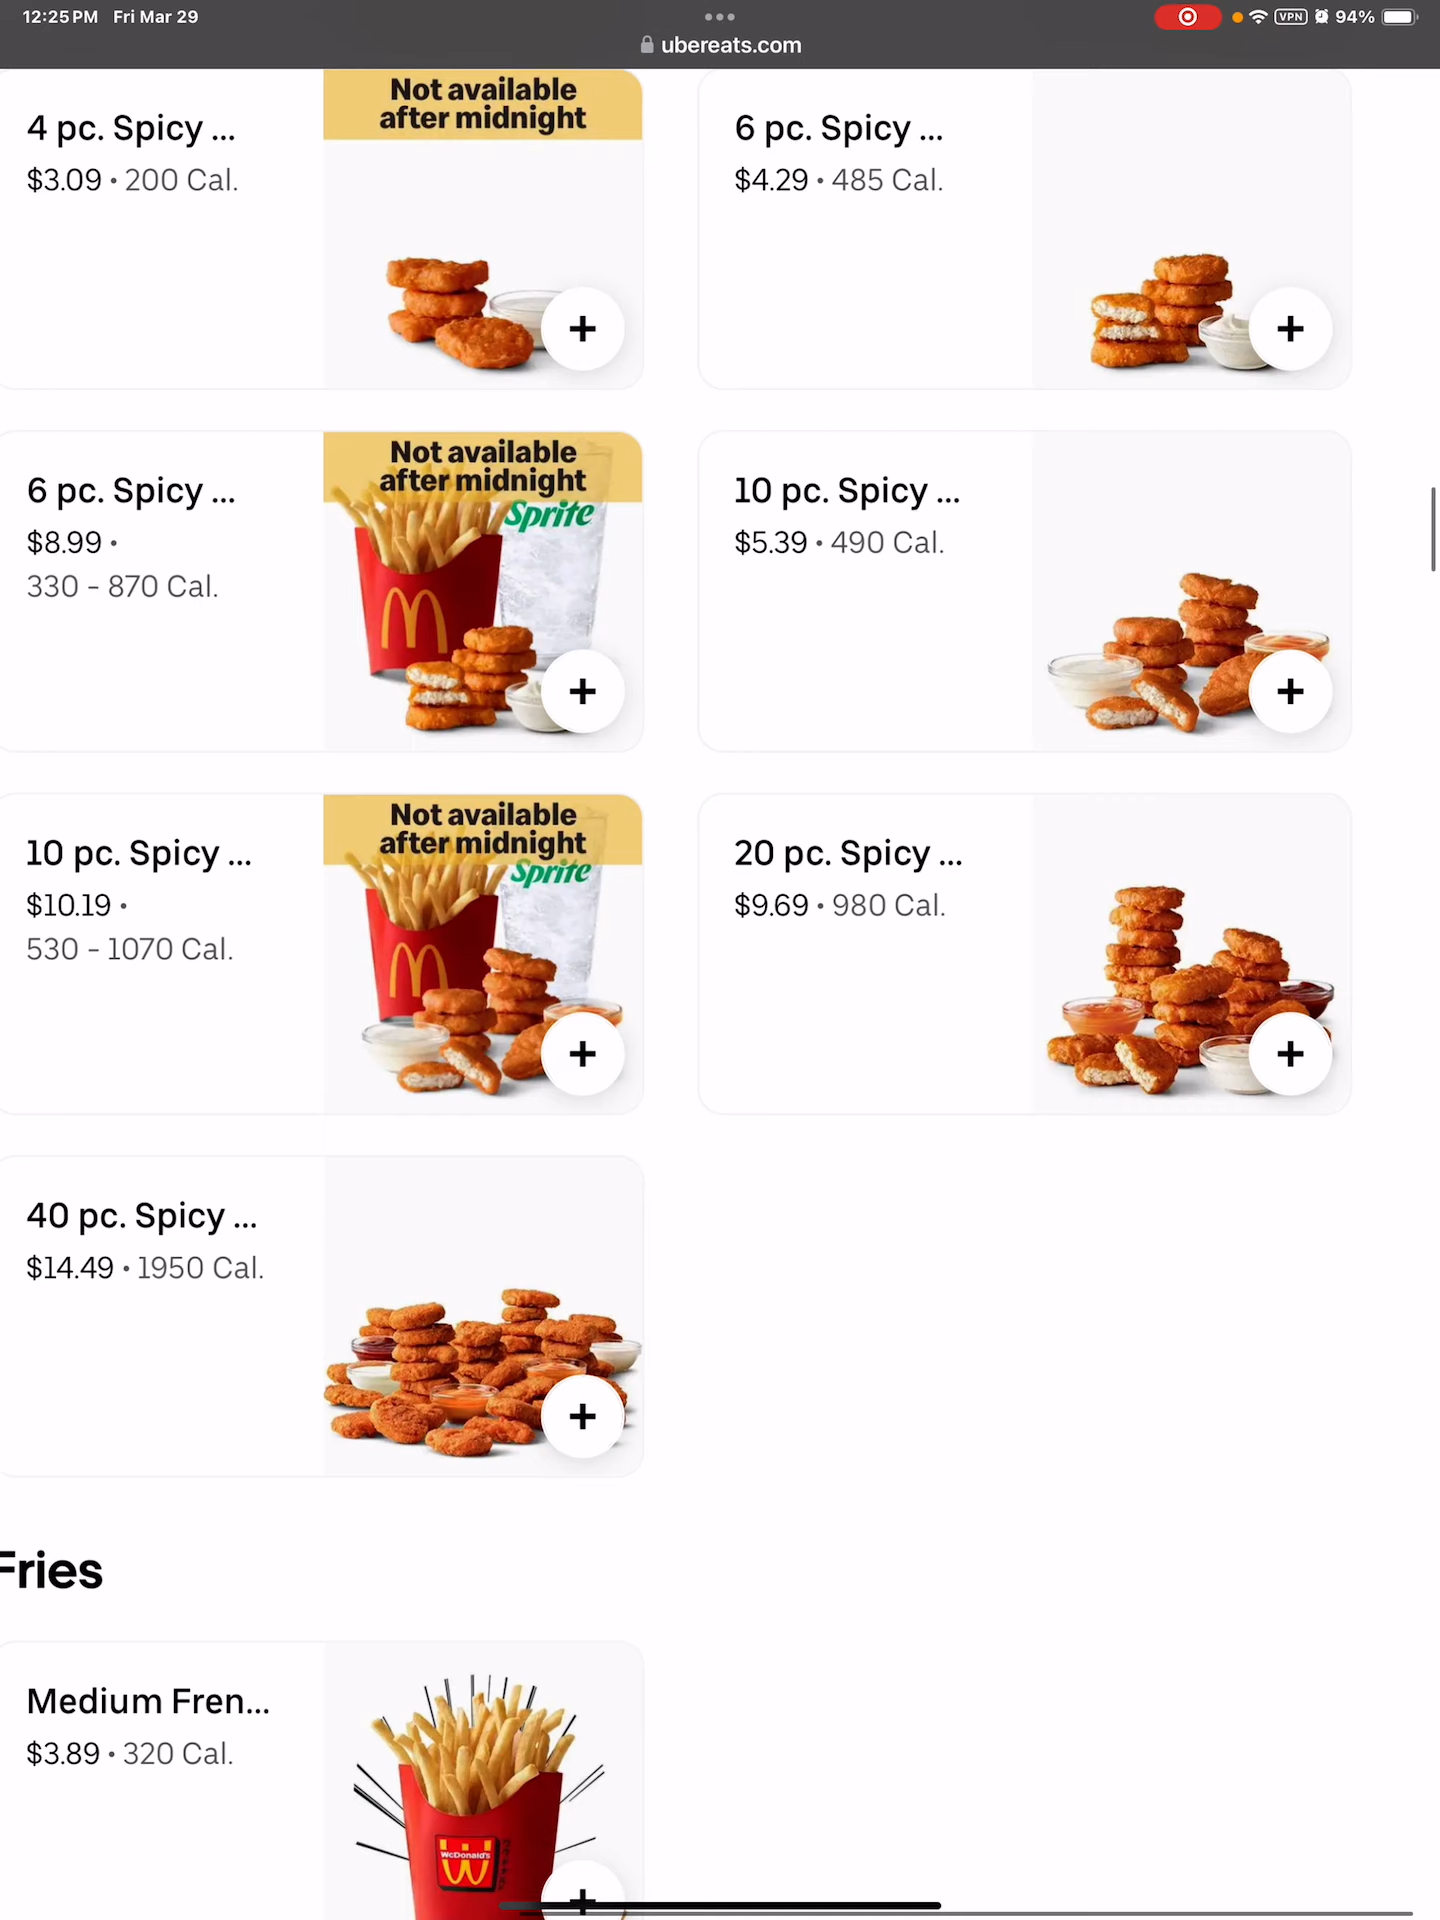 12:25 PM Fri Mar 29
VPN 94%
ubereats.com
4 pc. Spicy ...
$3.09 • 200 Cal.
Not available
after midnight
6 pc. Spicy ...
$4.29 • 485 Cal.
6 pc. Spicy ...
$8.99 •
330 - 870 Cal.
Not available
after midnight
Sprite
10 pc. Spicy ...
$5.39 • 490 Cal.
10 pc. Spicy ...
$10.19 •
530 - 1070 Cal.
Not available
after midnight
Sprite
20 pc. Spicy ...
$9.69 • 980 Cal.
40 pc. Spicy ...
$14.49 • 1950 Cal.
Fries
Medium Fren...
$3.89 • 320 Cal.
WcDonald's